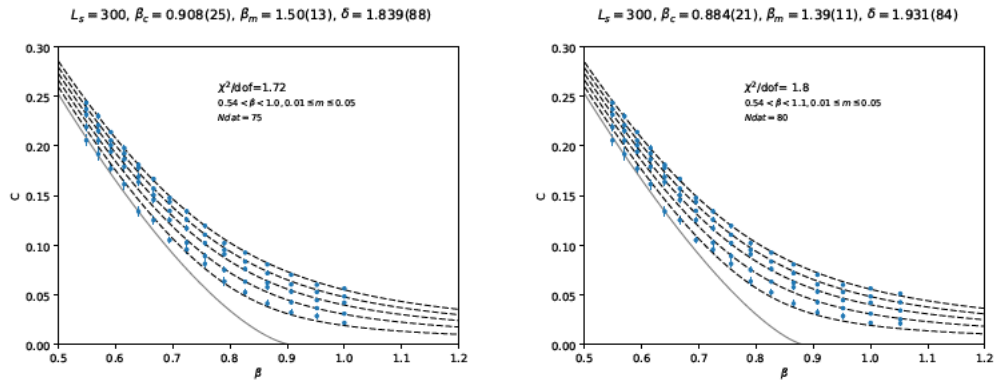 L_s = 300, β_c = 0.908(25), β_m = 1.50(13), δ = 1.839(88)
0.30
0.25
0.20
0.15
0.10
0.05
0.00
C
χ²/dof=1.72
0.54 < β < 1.0, 0.01 ≤ m ≤ 0.05
Ndat = 75
0.5 0.6 0.7 0.8 0.9 1.0 1.1 1.2
β
L_s = 300, β_c = 0.884(21), β_m = 1.39(11), δ = 1.931(84)
0.30
0.25
0.20
0.15
0.10
0.05
0.00
C
χ²/dof= 1.8
0.54 < β < 1.1, 0.01 ≤ m ≤ 0.05
Ndat = 80
0.5 0.6 0.7 0.8 0.9 1.0 1.1 1.2
β